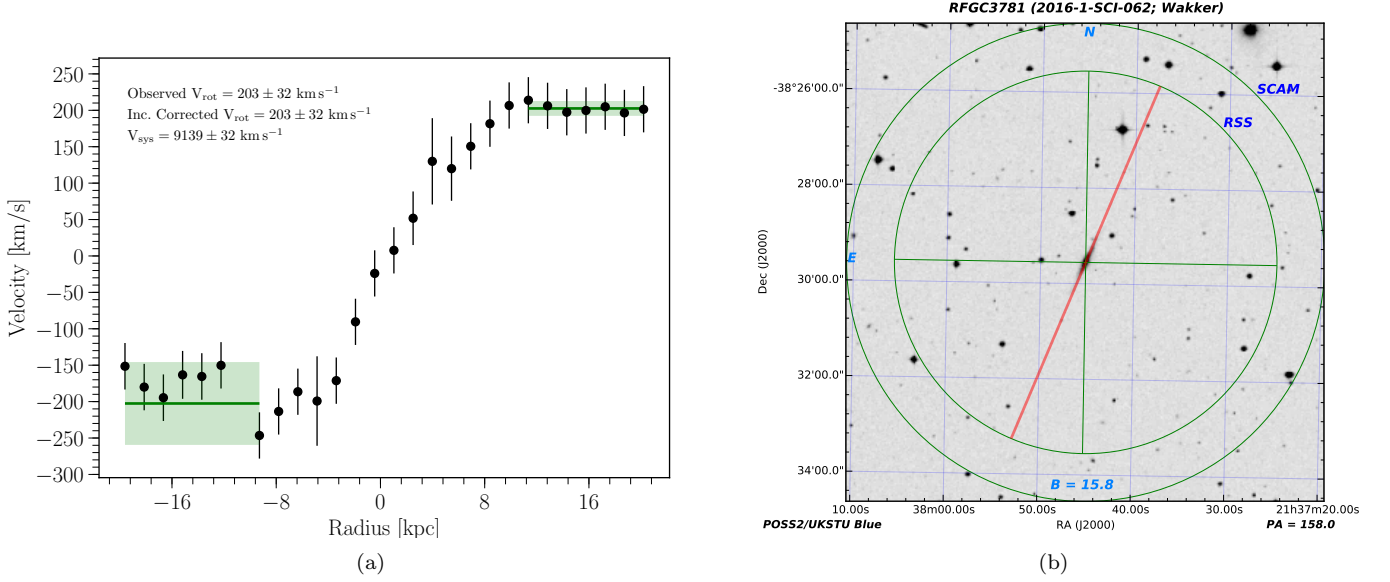 Observed V_rot = 203 ± 32 km s⁻¹
Inc. Corrected V_rot = 203 ± 32 km s⁻¹
V_sys = 9139 ± 32 km s⁻¹
250
200
150
100
50
0
−50
−100
−150
−200
−250
−300
Velocity [km/s]
−16 −8 0 8 16
Radius [kpc]
(a)
RFGC3781 (2016-1-SCI-062; Wakker)
N
SCAM
RSS
E
B = 15.8
-38°26'00.0"
28'00.0"
30'00.0"
32'00.0"
34'00.0"
Dec (J2000)
10.00s 38m00.00s 50.00s 40.00s 30.00s 21h37m20.00s
POSS2/UKSTU Blue RA (J2000) PA = 158.0
(b)